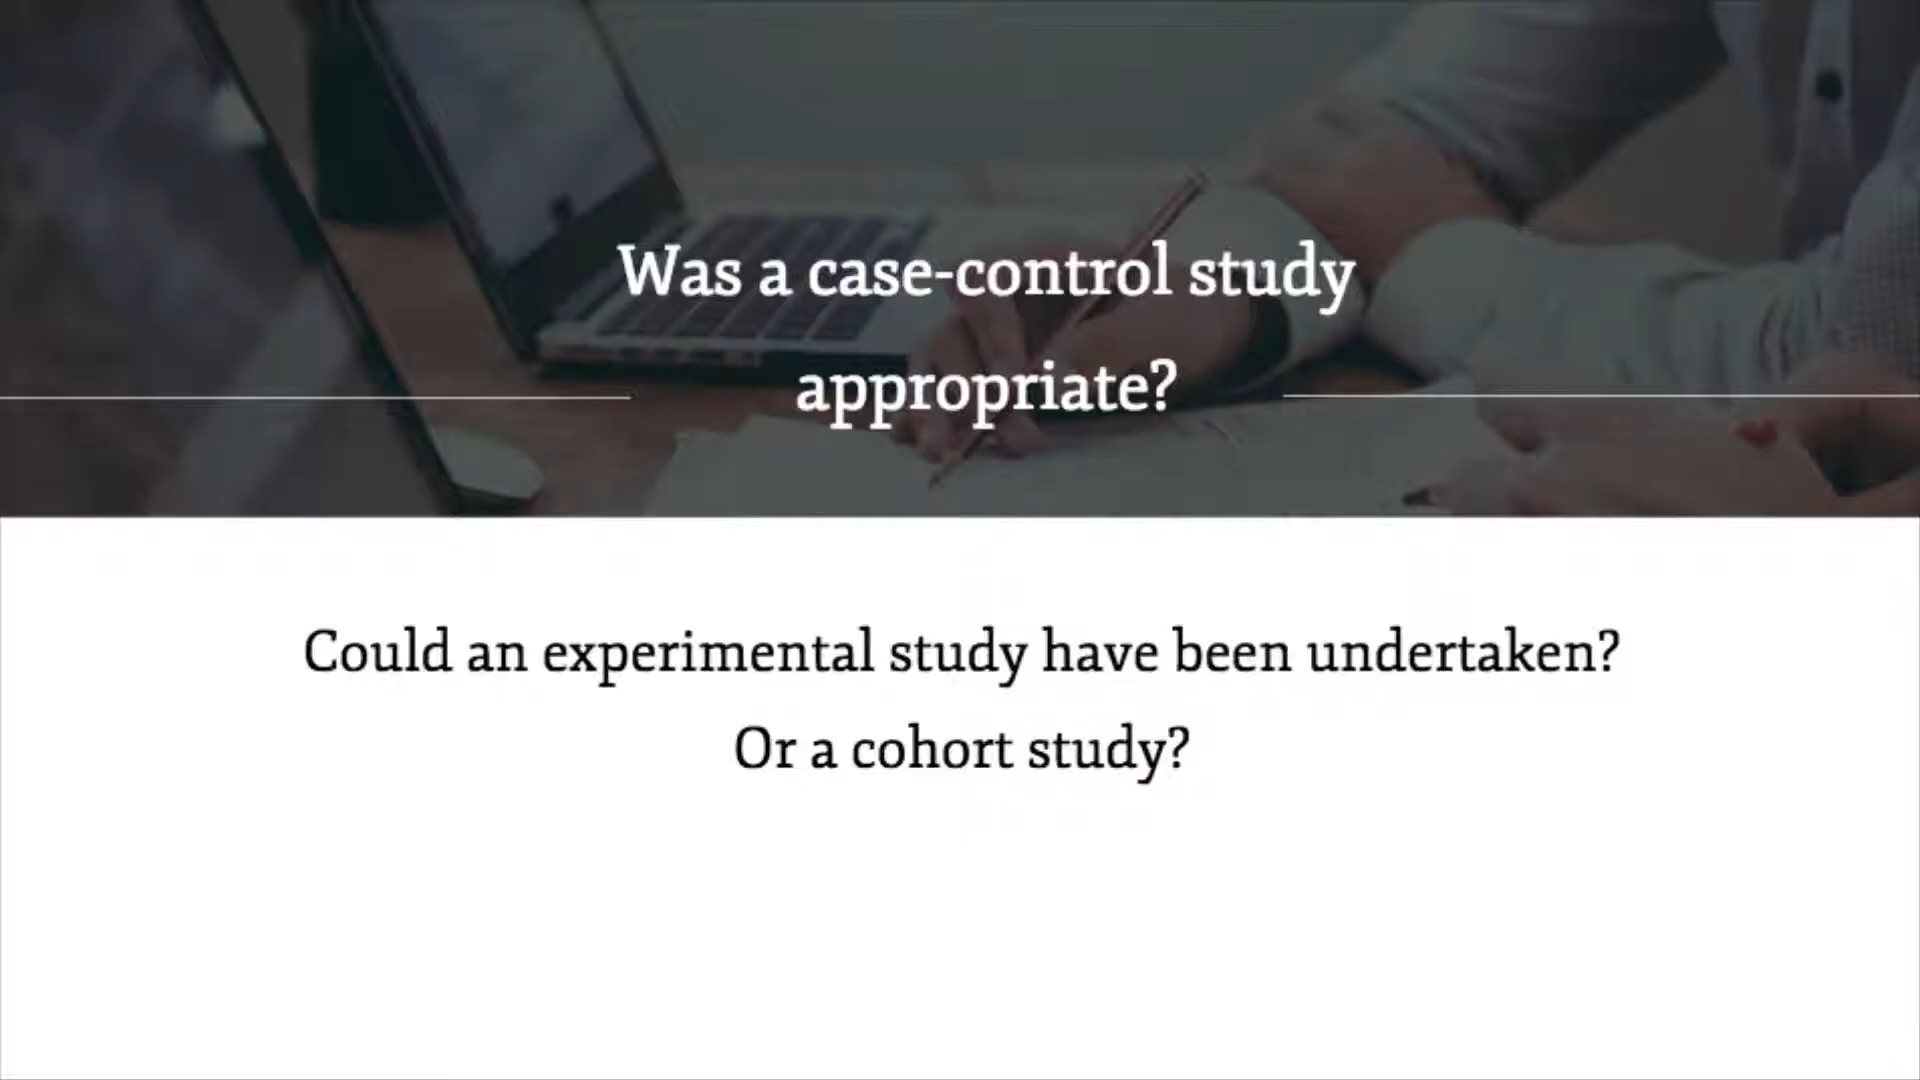 Was a case-control study
appropriate?
Could an experimental study have been undertaken?
Or a cohort study?